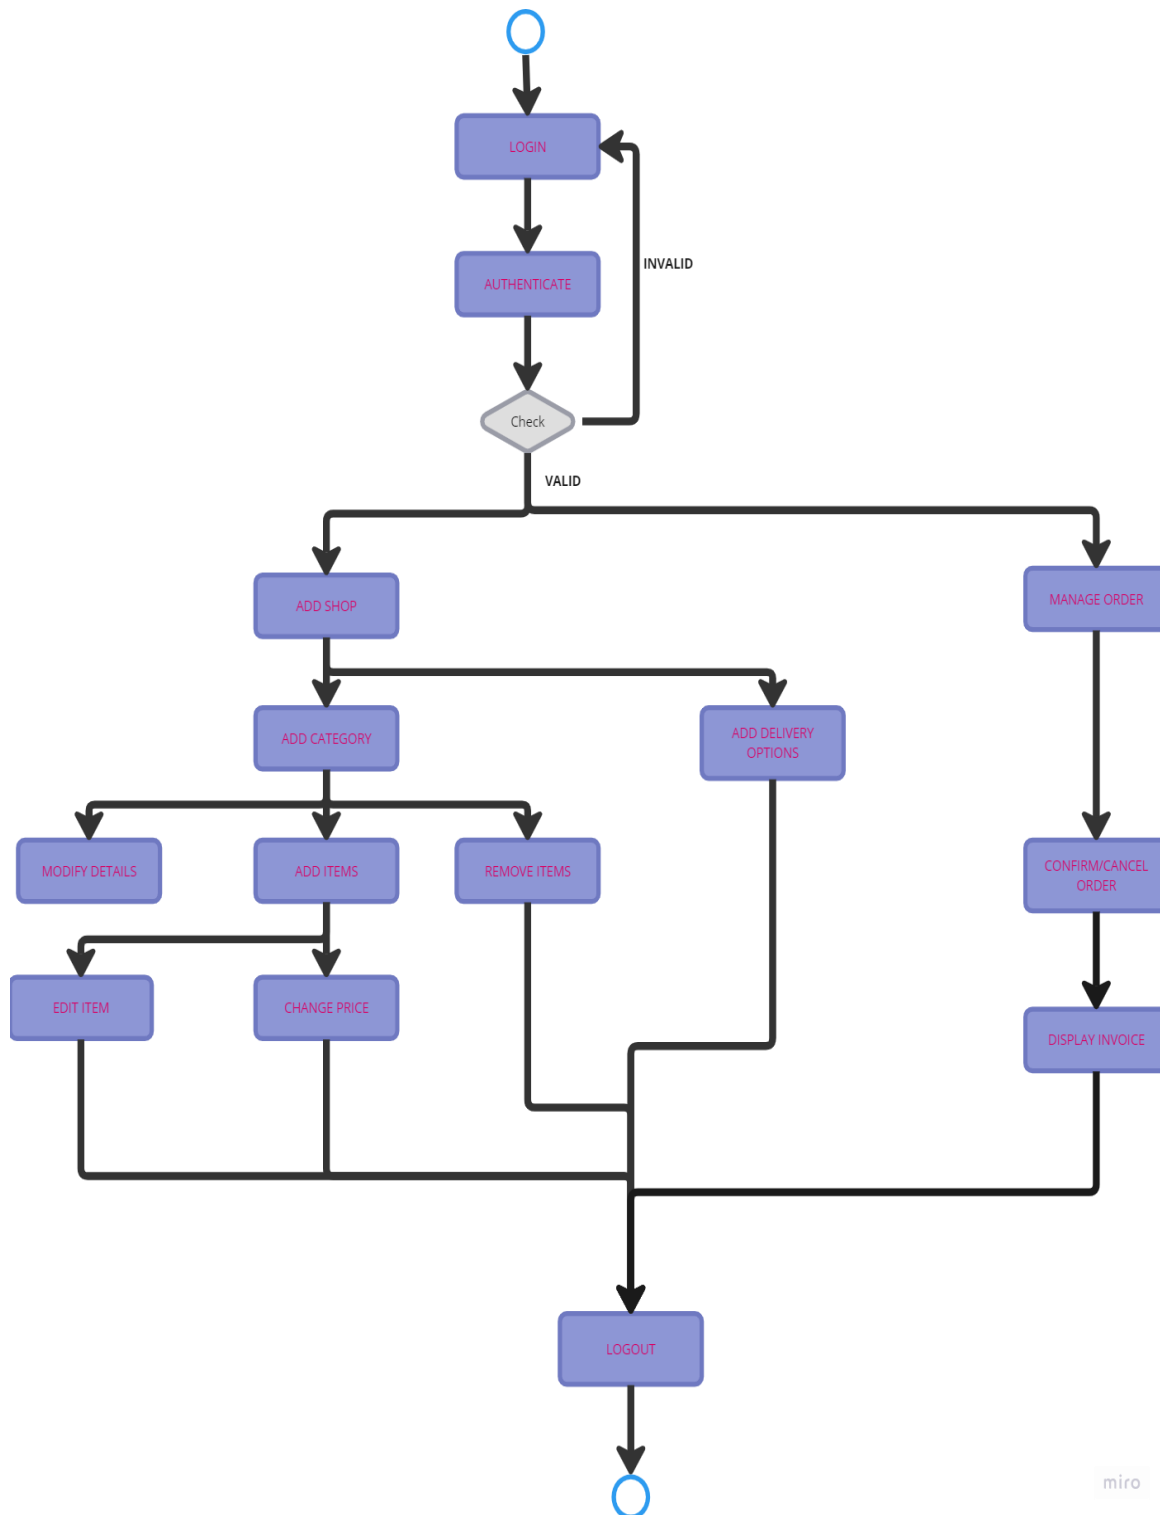 LOGIN
INVALID
AUTHENTICATE
Check
VALID
ADD SHOP
MANAGE ORDER
ADD CATEGORY
ADD DELIVERY
OPTIONS
MODIFY DETAILS
ADD ITEMS
REMOVE ITEMS
CONFIRM/CANCEL
ORDER
EDIT ITEM
CHANGE PRICE
DISPLAY INVOICE
LOGOUT
miro